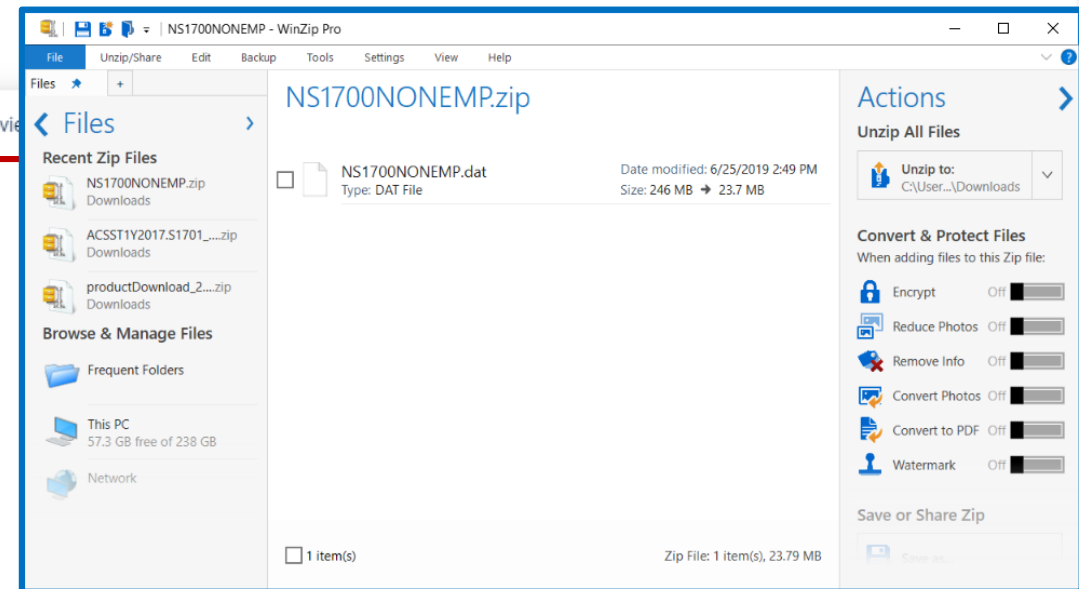 NS1700NONEMP - WinZip Pro
File Unzip/Share Edit Backup Tools Settings View Help
Files +
Files
Recent Zip Files
NS1700NONEMP.zip
Downloads
ACSST1Y2017.S1701_....zip
Downloads
productDownload_2....zip
Downloads
Browse & Manage Files
Frequent Folders
This PC
57.3 GB free of 238 GB
Network
NS1700NONEMP.zip
NS1700NONEMP.dat
Type: DAT File
Date modified: 6/25/2019 2:49 PM
Size: 246 MB ➔ 23.7 MB
1 item(s)
Zip File: 1 item(s), 23.79 MB
Actions
Unzip All Files
Unzip to:
C:\User...\Downloads
Convert & Protect Files
When adding files to this Zip file:
Encrypt Off
Reduce Photos Off
Remove Info Off
Convert Photos Off
Convert to PDF Off
Watermark Off
Save or Share Zip
Save as...